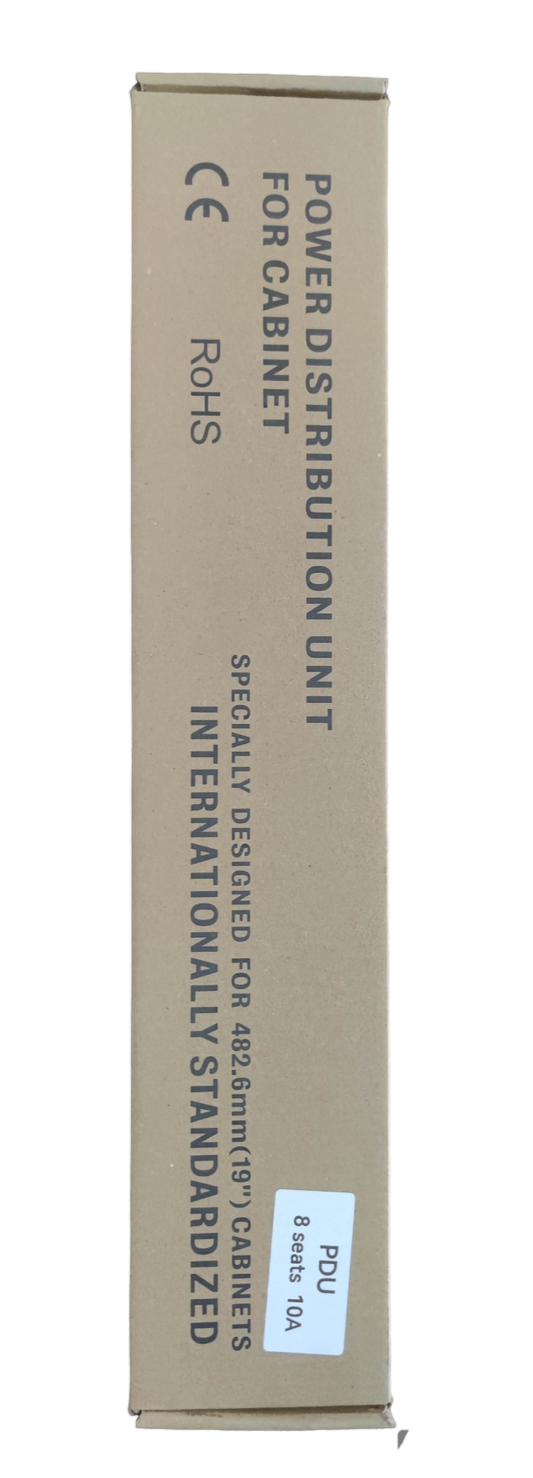 POWER DISTRIBUTION UNIT
FOR CABINET
CE RoHS
SPECIALLY DESIGNED FOR 482.6mm(19") CABINETS
INTERNATIONALLY STANDARDIZED
PDU
8 seats 10A